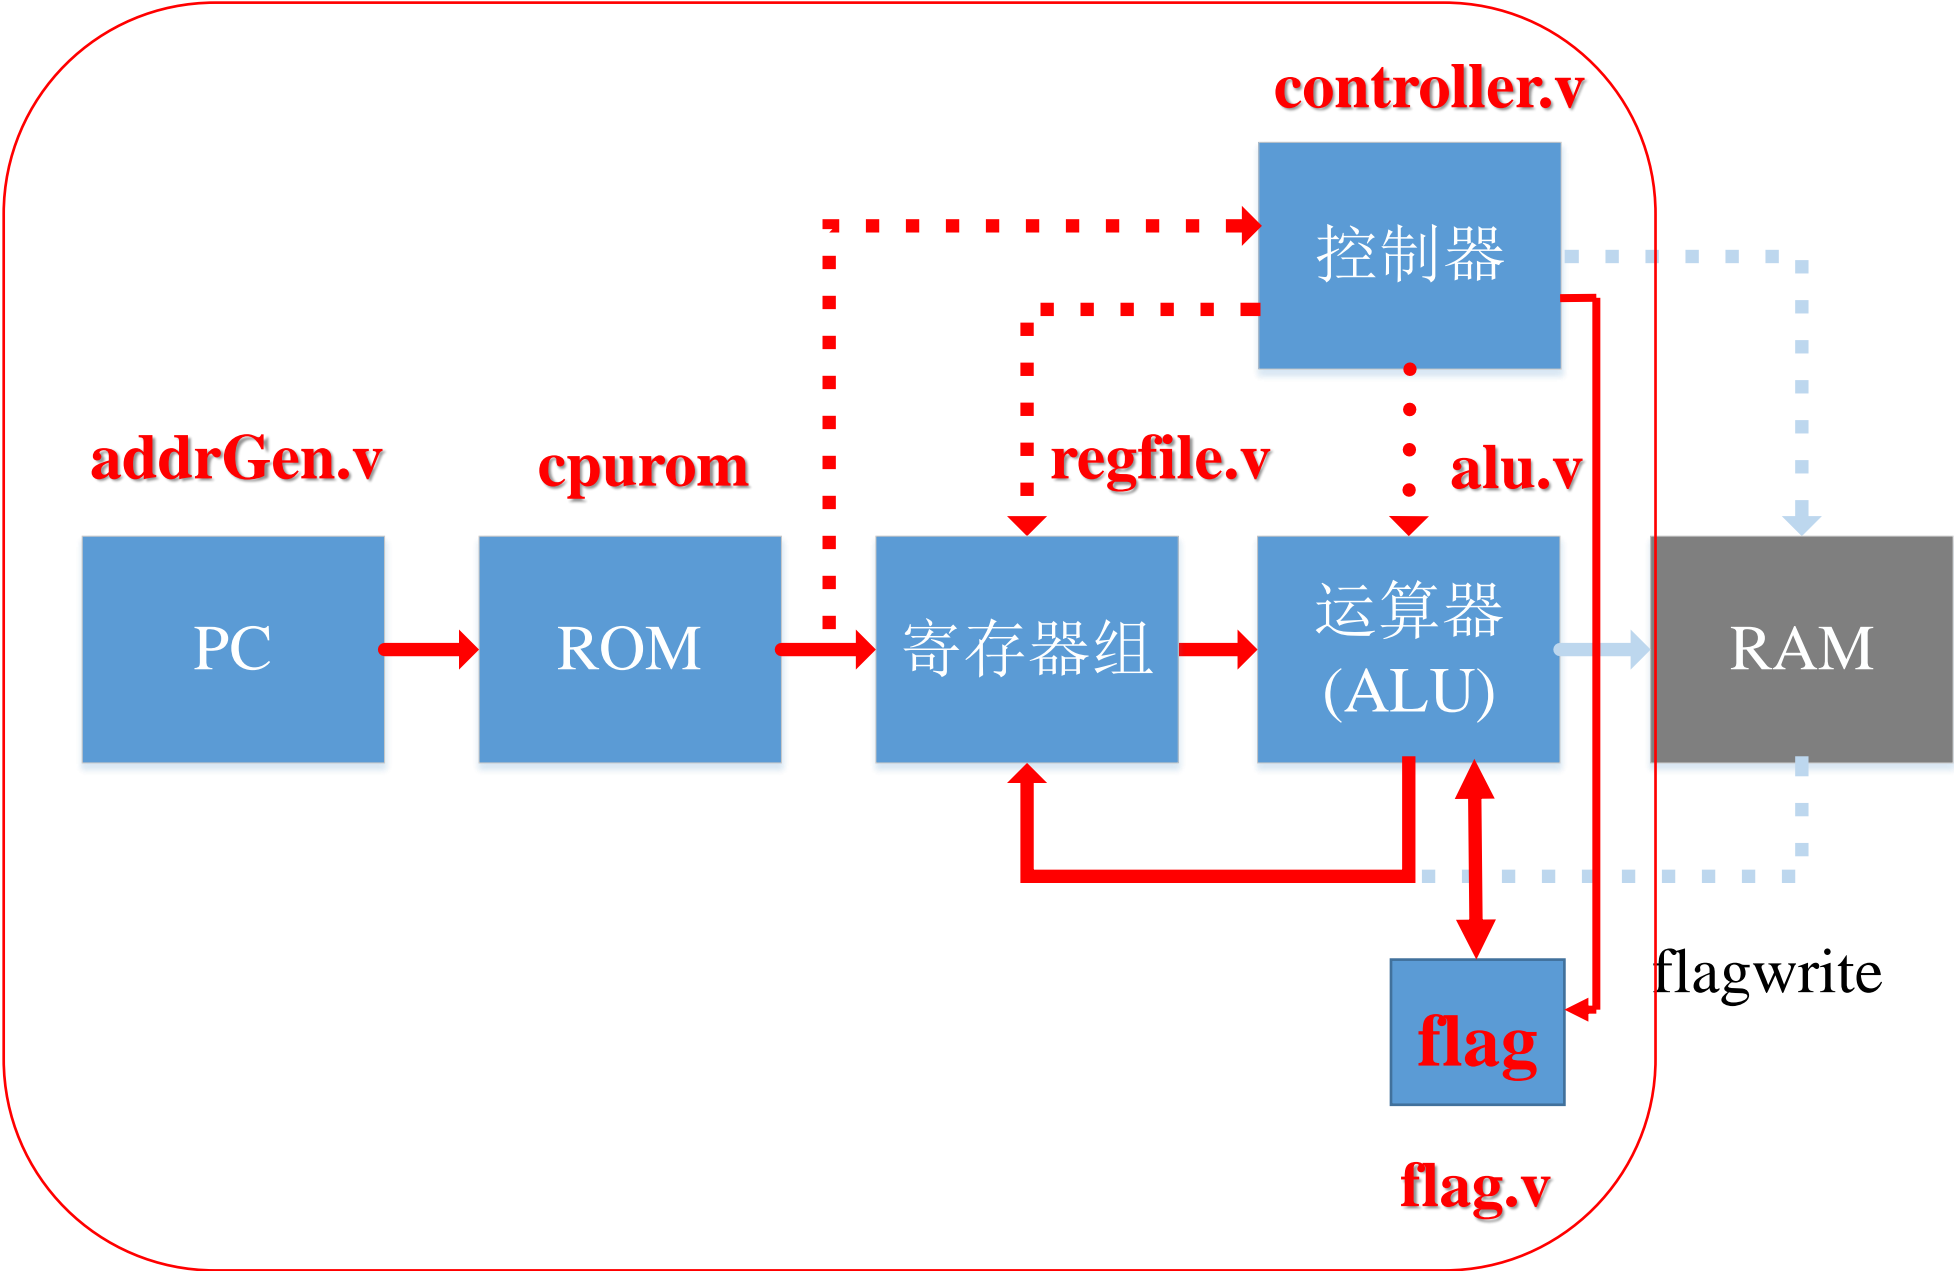 controller.v
控制器
addrGen.v
cpurom
regfile.v
alu.v
PC
ROM
寄存器组
运算器
(ALU)
RAM
flagwrite
flag
flag.v